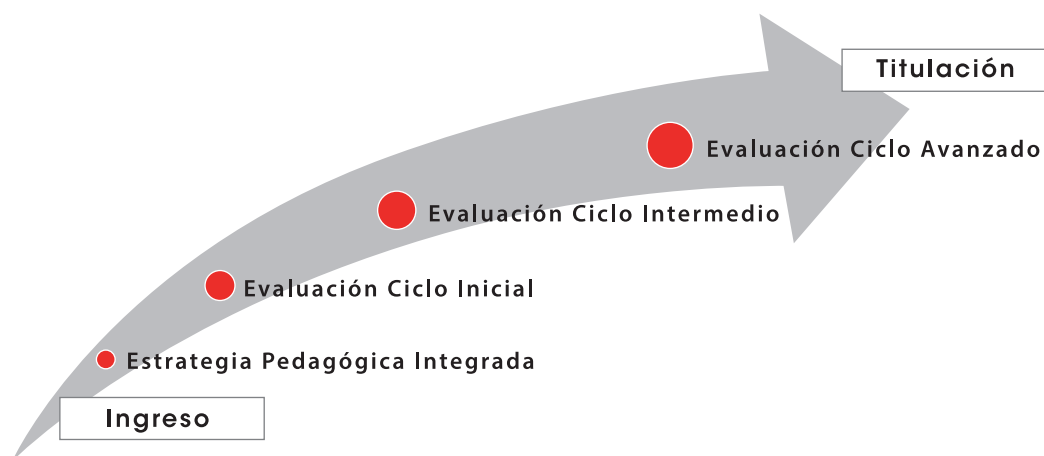 Titulación
Evaluación Ciclo Avanzado
Evaluación Ciclo Intermedio
Evaluación Ciclo Inicial
Estrategia Pedagógica Integrada
Ingreso